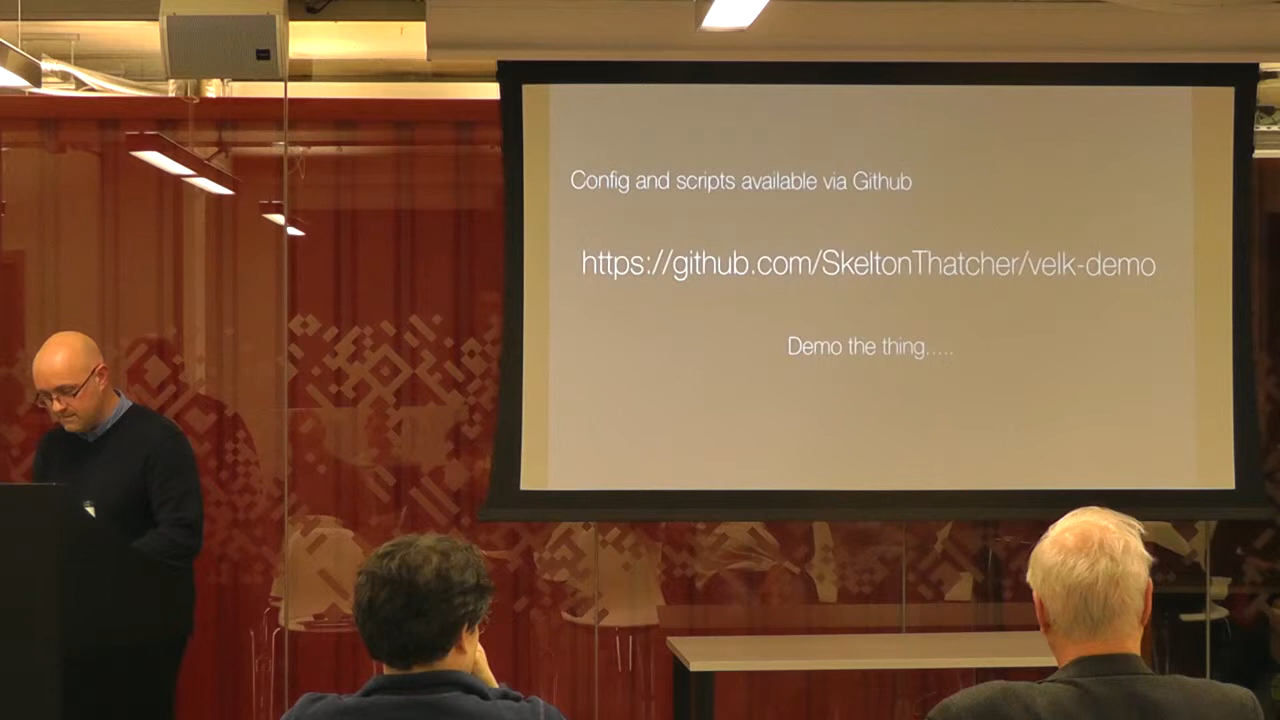 Config and scripts available via Github
https://github.com/SkeltonThatcher/velk-demo
Demo the thing.....